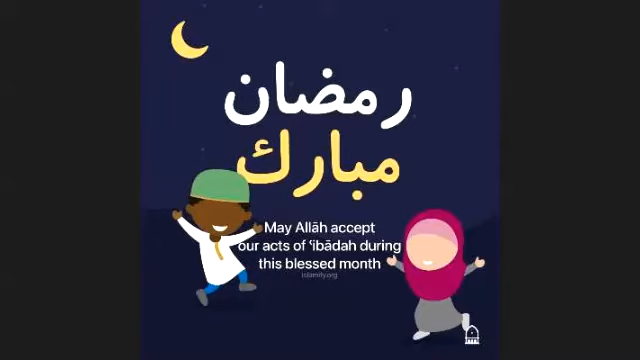 رمضان
مبارك
May Allāh accept
our acts of ʿibādah during
this blessed month
islamify.org